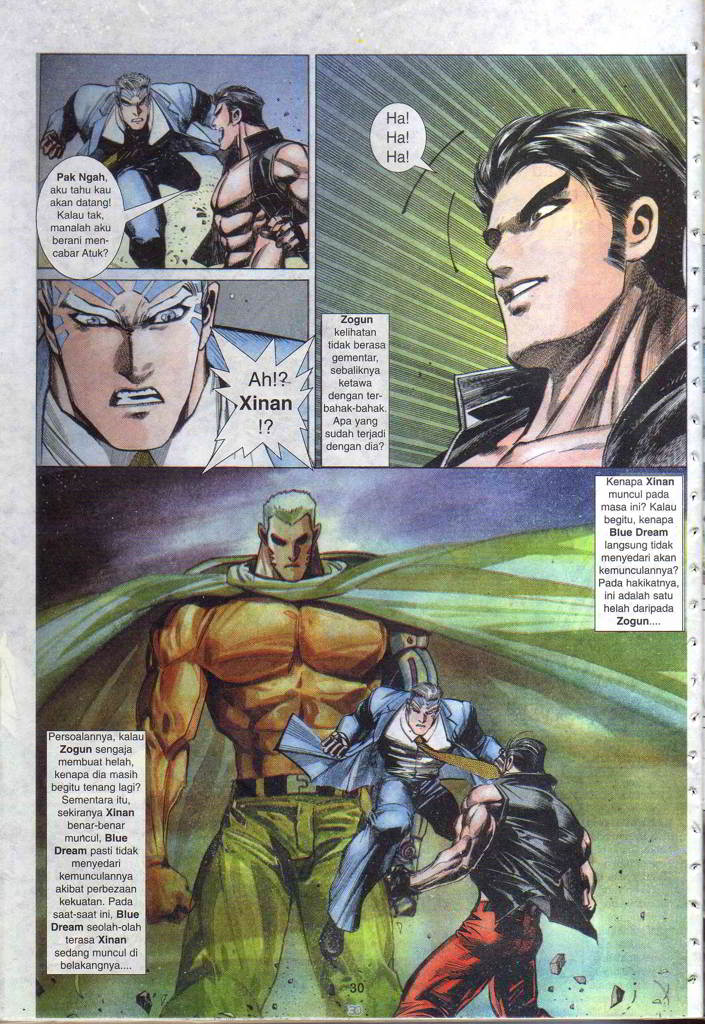 Pak Ngah,
aku tahu kau
akan datang!
Kalau tak,
manalah aku
berani men-
cabar Atuk?
Ha!
Ha!
Ha!
Ah!?
Xinan
!?
Zogun
kelihatan
tidak berasa
gementar,
sebaliknya
ketawa
dengan ter-
bahak-bahak.
Apa yang
sudah terjadi
dengan dia?
Kenapa Xinan
muncul pada
masa ini? Kalau
begitu, kenapa
Blue Dream
langsung tidak
menyedari akan
kemunculannya?
Pada hakikatnya,
ini adalah satu
helah daripada
Zogun....
Persoalannya, kalau
Zogun sengaja
membuat helah,
kenapa dia masih
begitu tenang lagi?
Sementara itu,
sekiranya Xinan
benar-benar
muncul, Blue
Dream pasti tidak
menyedari
kemunculannya
akibat perbezaan
kekuatan. Pada
saat-saat ini, Blue
Dream seolah-olah
terasa Xinan
sedang muncul di
belakangnya....
30